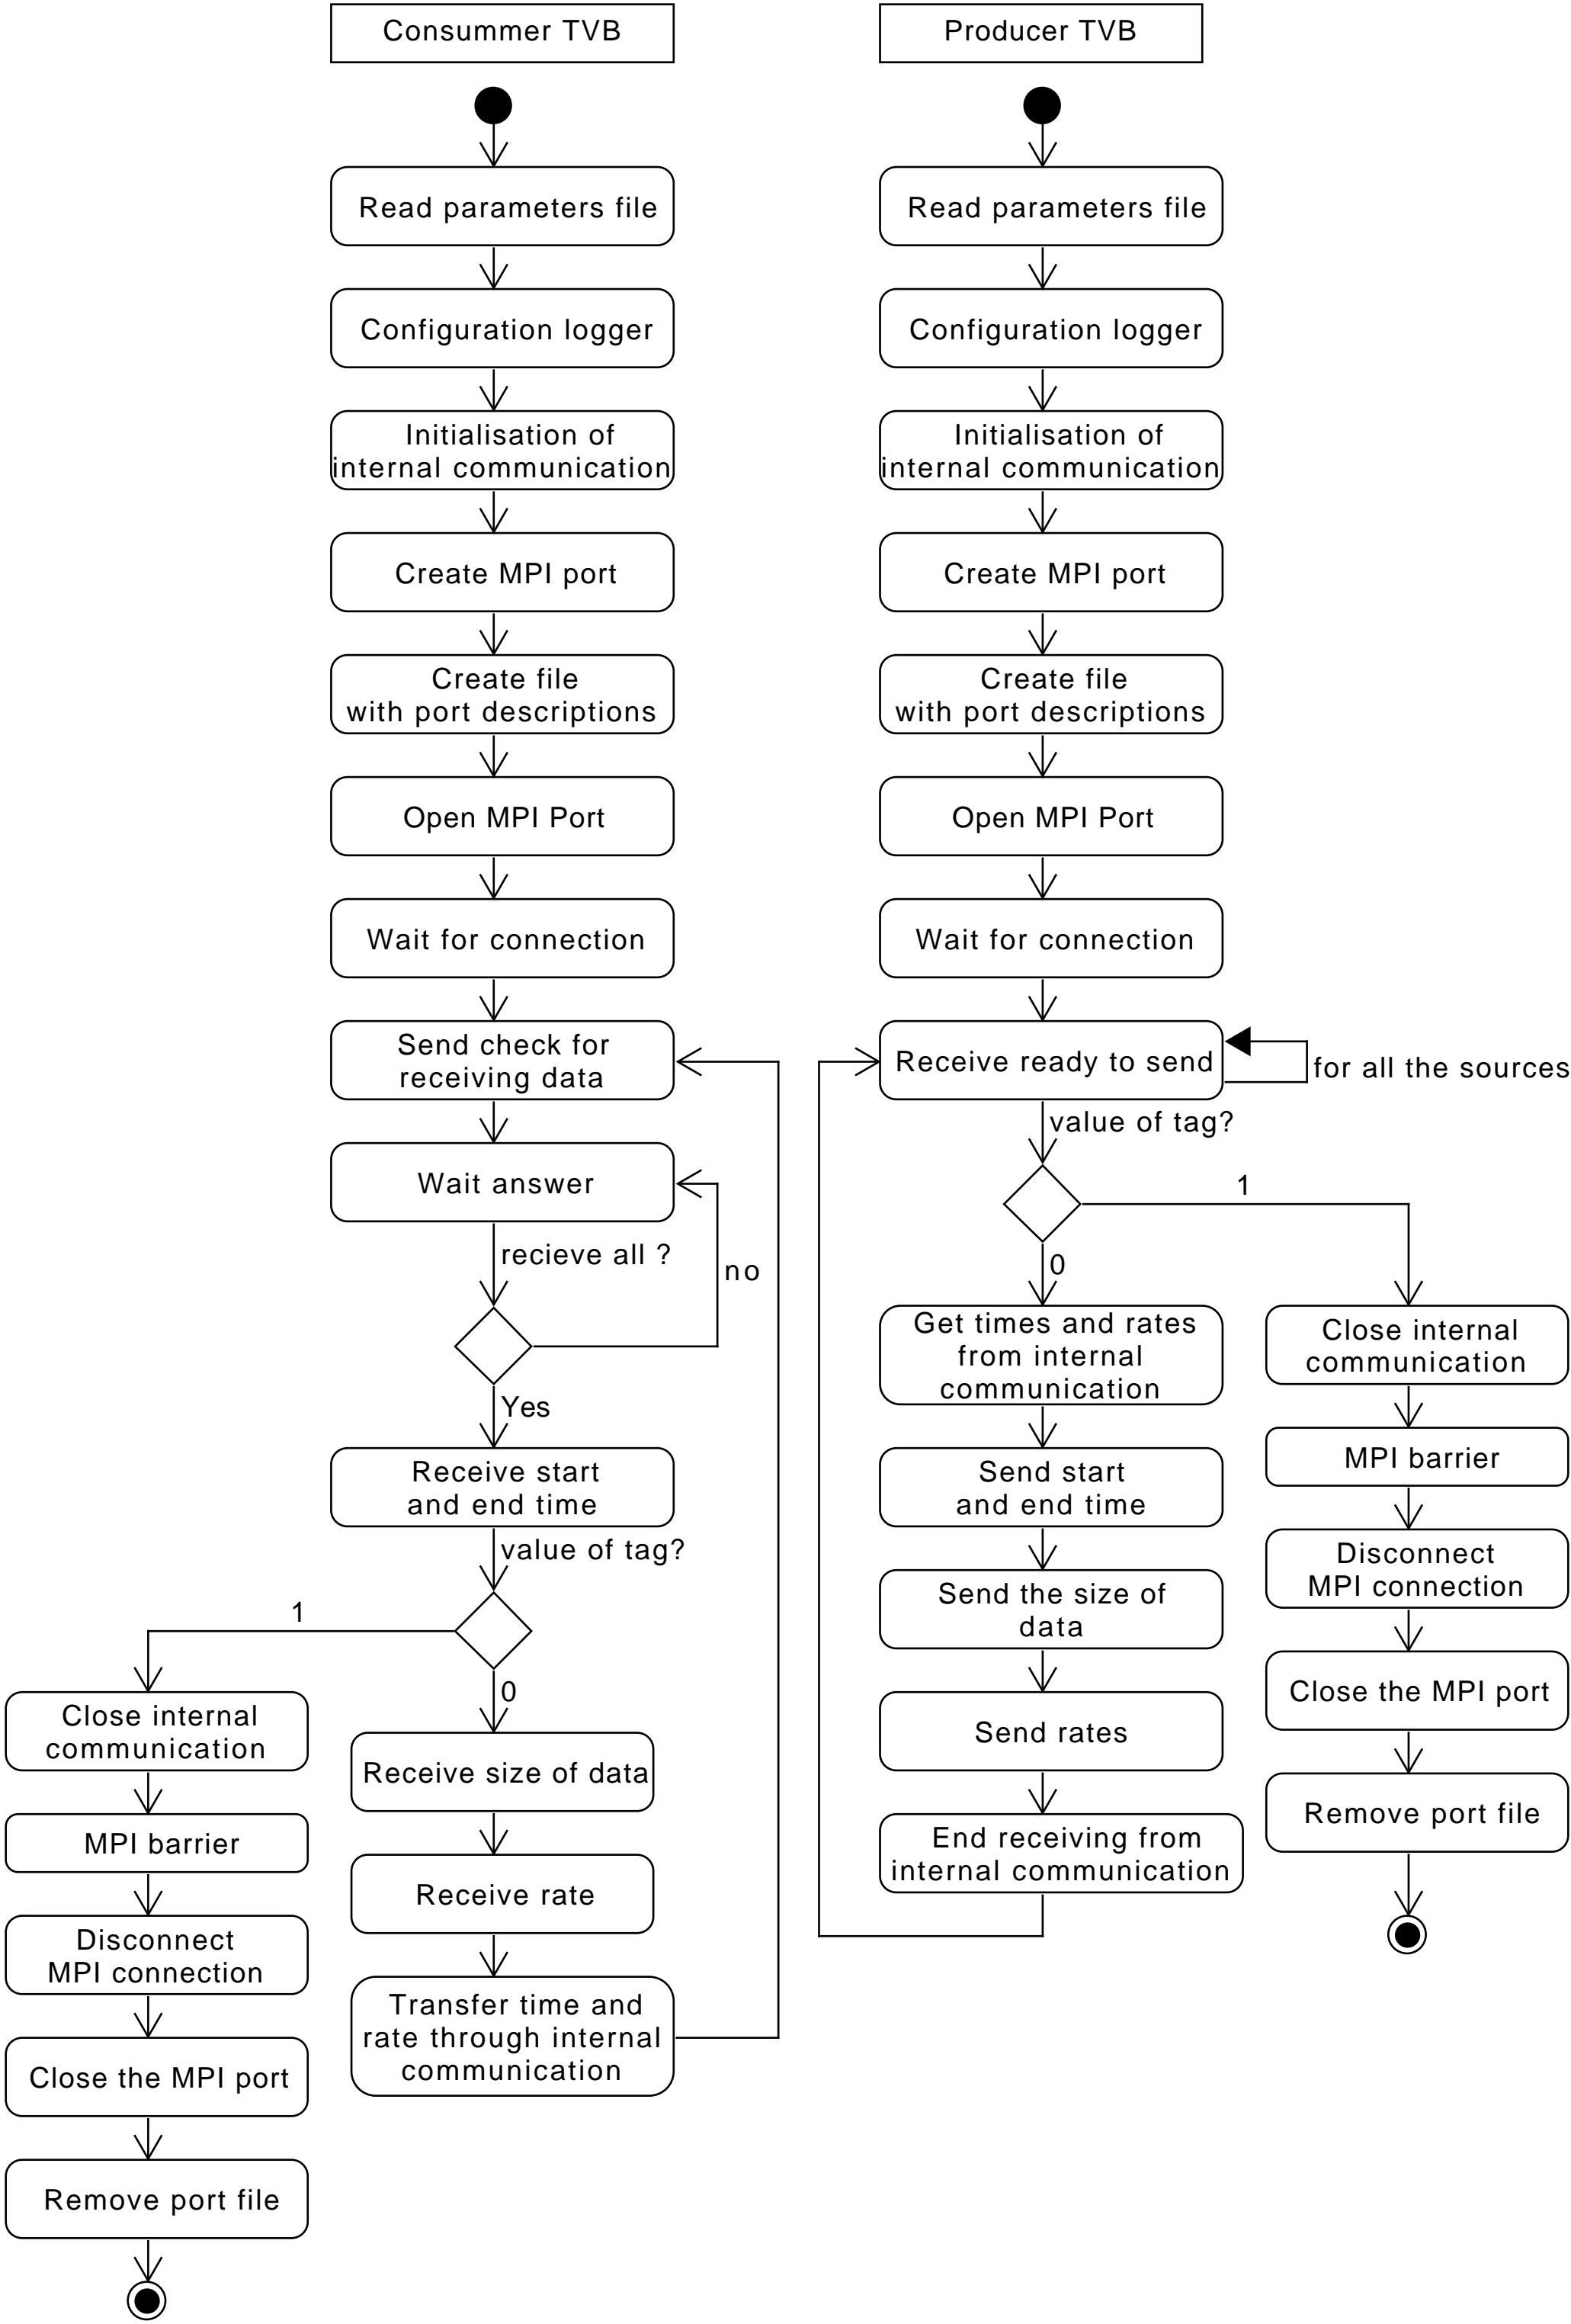 Consummer TVB
Read parameters file
Configuration logger
Initialisation of
internal communication
Create MPI port
Create file
with port descriptions
Open MPI Port
Wait for connection
Send check for
receiving data
Wait answer
recieve all ?
no
Yes
Receive start
and end time
value of tag?
1
0
Close internal
communication
MPI barrier
Disconnect
MPI connection
Close the MPI port
Remove port file
Receive size of data
Receive rate
Transfer time and
rate through internal
communication
Producer TVB
Read parameters file
Configuration logger
Initialisation of
internal communication
Create MPI port
Create file
with port descriptions
Open MPI Port
Wait for connection
Receive ready to send
for all the sources
value of tag?
1
0
Get times and rates
from internal
communication
Send start
and end time
Send the size of
data
Send rates
End receiving from
internal communication
Close internal
communication
MPI barrier
Disconnect
MPI connection
Close the MPI port
Remove port file